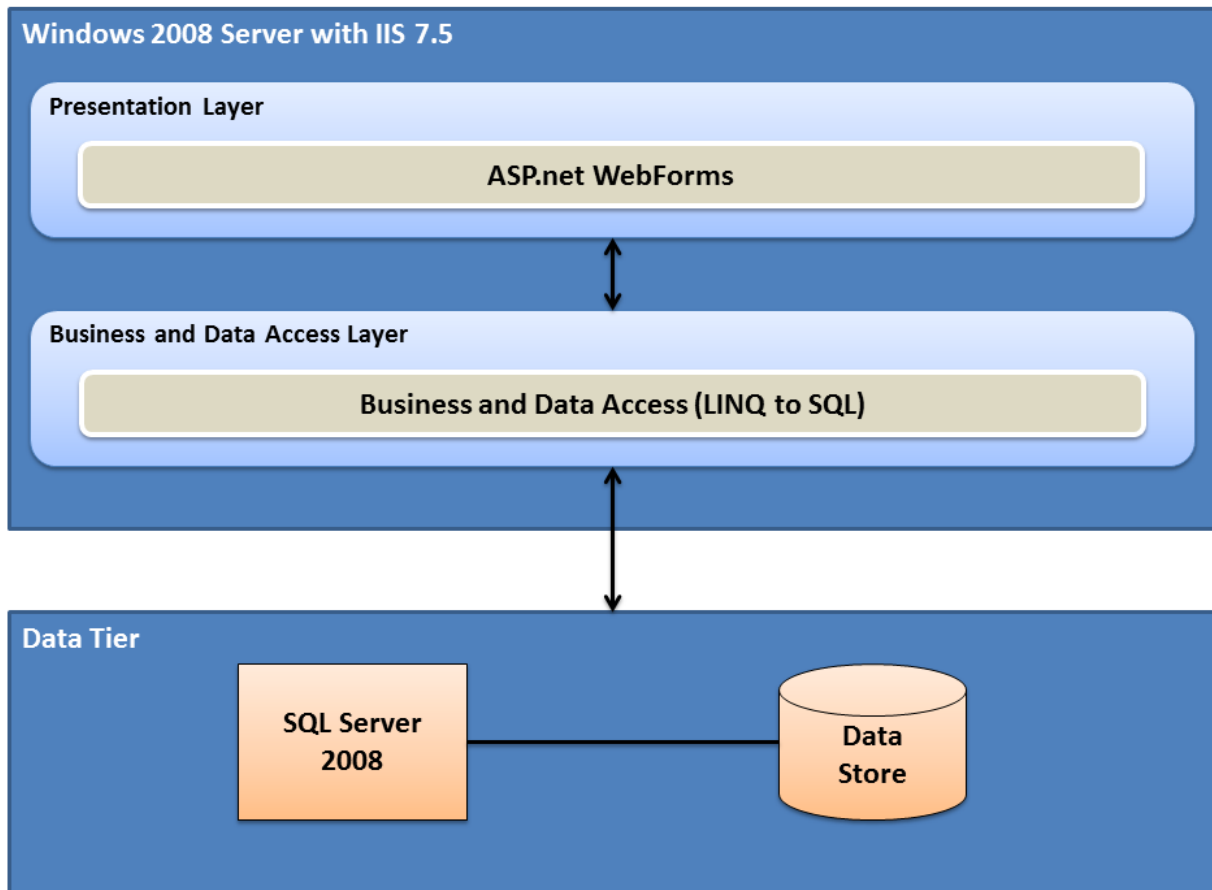 Windows 2008 Server with IIS 7.5
Presentation Layer
ASP.net WebForms
Business and Data Access Layer
Business and Data Access (LINQ to SQL)
Data Tier
SQL Server
2008
Data
Store